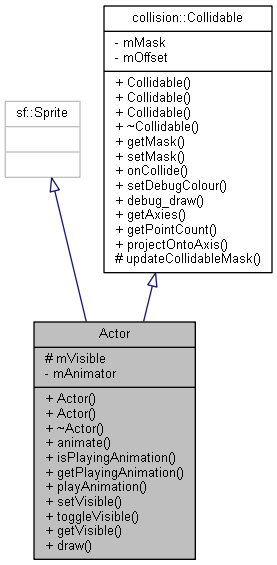 collision::Collidable
- mMask
- mOffset
+ Collidable()
+ Collidable()
+ Collidable()
+ ~Collidable()
+ getMask()
+ setMask()
+ onCollide()
+ setDebugColour()
+ debug_draw()
+ getAxies()
+ getPointCount()
+ projectOntoAxis()
# updateCollidableMask()
sf::Sprite
Actor
# mVisible
- mAnimator
+ Actor()
+ Actor()
+ ~Actor()
+ animate()
+ isPlayingAnimation()
+ getPlayingAnimation()
+ playAnimation()
+ setVisible()
+ toggleVisible()
+ getVisible()
+ draw()